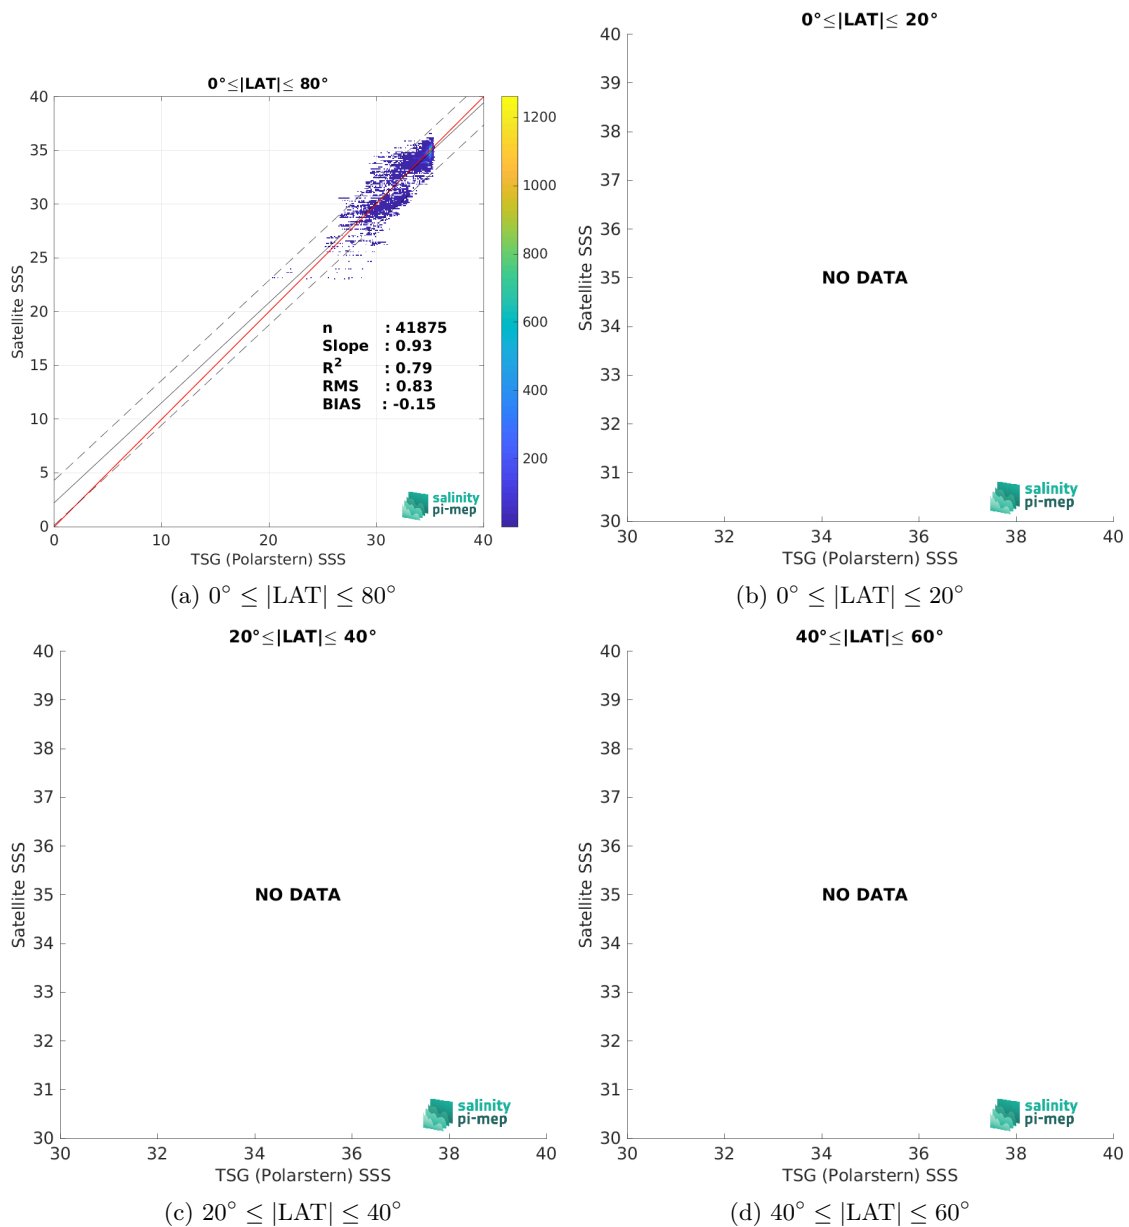 0°≤|LAT|≤ 80°
40
35
30
25
20
15
10
5
0
0
10
20
30
40
Satellite SSS
TSG (Polarstern) SSS
n : 41875
Slope : 0.93
R² : 0.79
RMS : 0.83
BIAS : -0.15
1200
1000
800
600
400
200
salinity
pi-mep
(a) 0° ≤ |LAT| ≤ 80°
0°≤|LAT|≤ 20°
40
39
38
37
36
35
34
33
32
31
30
30
32
34
36
38
40
Satellite SSS
TSG (Polarstern) SSS
NO DATA
salinity
pi-mep
(b) 0° ≤ |LAT| ≤ 20°
20°≤|LAT|≤ 40°
40
39
38
37
36
35
34
33
32
31
30
30
32
34
36
38
40
Satellite SSS
TSG (Polarstern) SSS
NO DATA
salinity
pi-mep
(c) 20° ≤ |LAT| ≤ 40°
40°≤|LAT|≤ 60°
40
39
38
37
36
35
34
33
32
31
30
30
32
34
36
38
40
Satellite SSS
TSG (Polarstern) SSS
NO DATA
salinity
pi-mep
(d) 40° ≤ |LAT| ≤ 60°